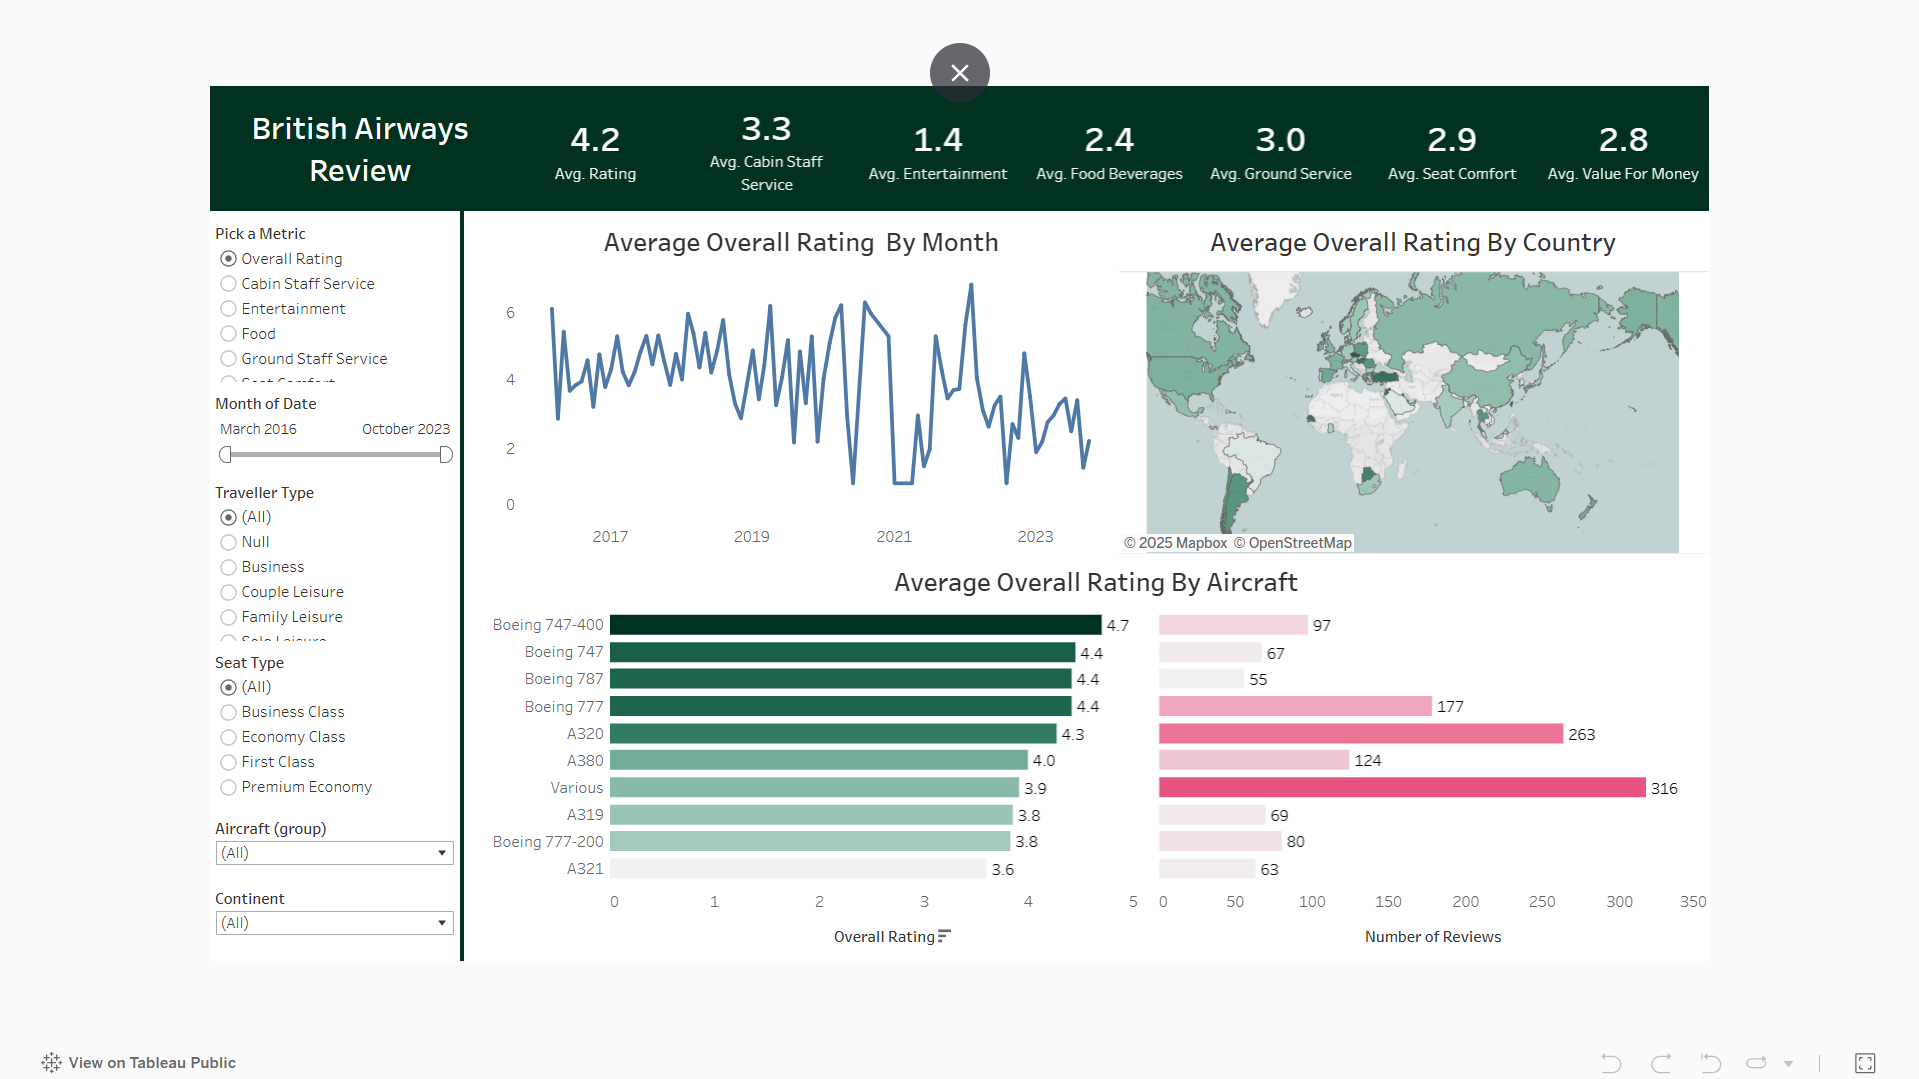 British Airways
Review
4.2
Avg. Rating
3.3
Avg. Cabin Staff
Service
1.4
Avg. Entertainment
2.4
Avg. Food Beverages
3.0
Avg. Ground Service
2.9
Avg. Seat Comfort
2.8
Avg. Value For Money
Pick a Metric
Overall Rating
Cabin Staff Service
Entertainment
Food
Ground Staff Service
Month of Date
March 2016 October 2023
Traveller Type
(All)
Null
Business
Couple Leisure
Family Leisure
Seat Type
(All)
Business Class
Economy Class
First Class
Premium Economy
Aircraft (group)
(All)
Continent
(All)
Average Overall Rating By Month
6
4
2
0
2017 2019 2021 2023
Average Overall Rating By Country
© 2025 Mapbox © OpenStreetMap
Average Overall Rating By Aircraft
Boeing 747-400 4.7 97
Boeing 747 4.4 67
Boeing 787 4.4 55
Boeing 777 4.4 177
A320 4.3 263
A380 4.0 124
Various 3.9 316
A319 3.8 69
Boeing 777-200 3.8 80
A321 3.6 63
0 1 2 3 4 5 0 50 100 150 200 250 300 350
Overall Rating Number of Reviews
View on Tableau Public